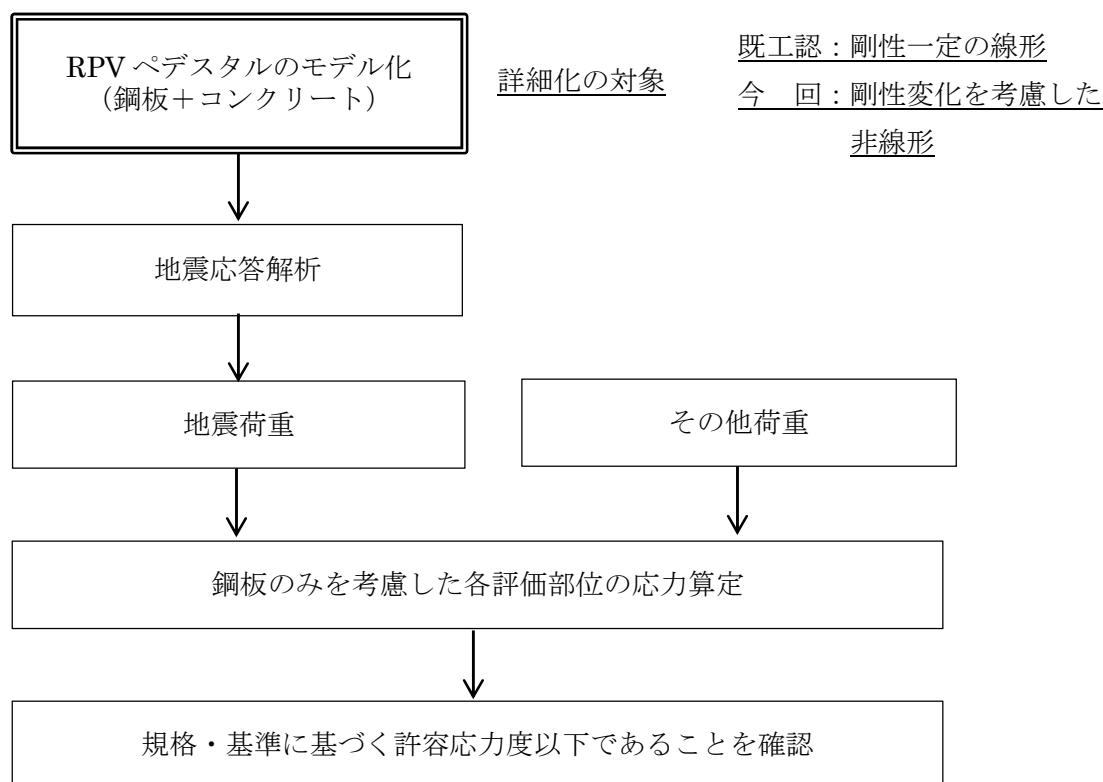 RPV ペデスタルのモデル化
（鋼板＋コンクリート）
詳細化の対象
既工認：剛性一定の線形
今　回：剛性変化を考慮した
非線形
地震応答解析
地震荷重
その他荷重
鋼板のみを考慮した各評価部位の応力算定
規格・基準に基づく許容応力度以下であることを確認